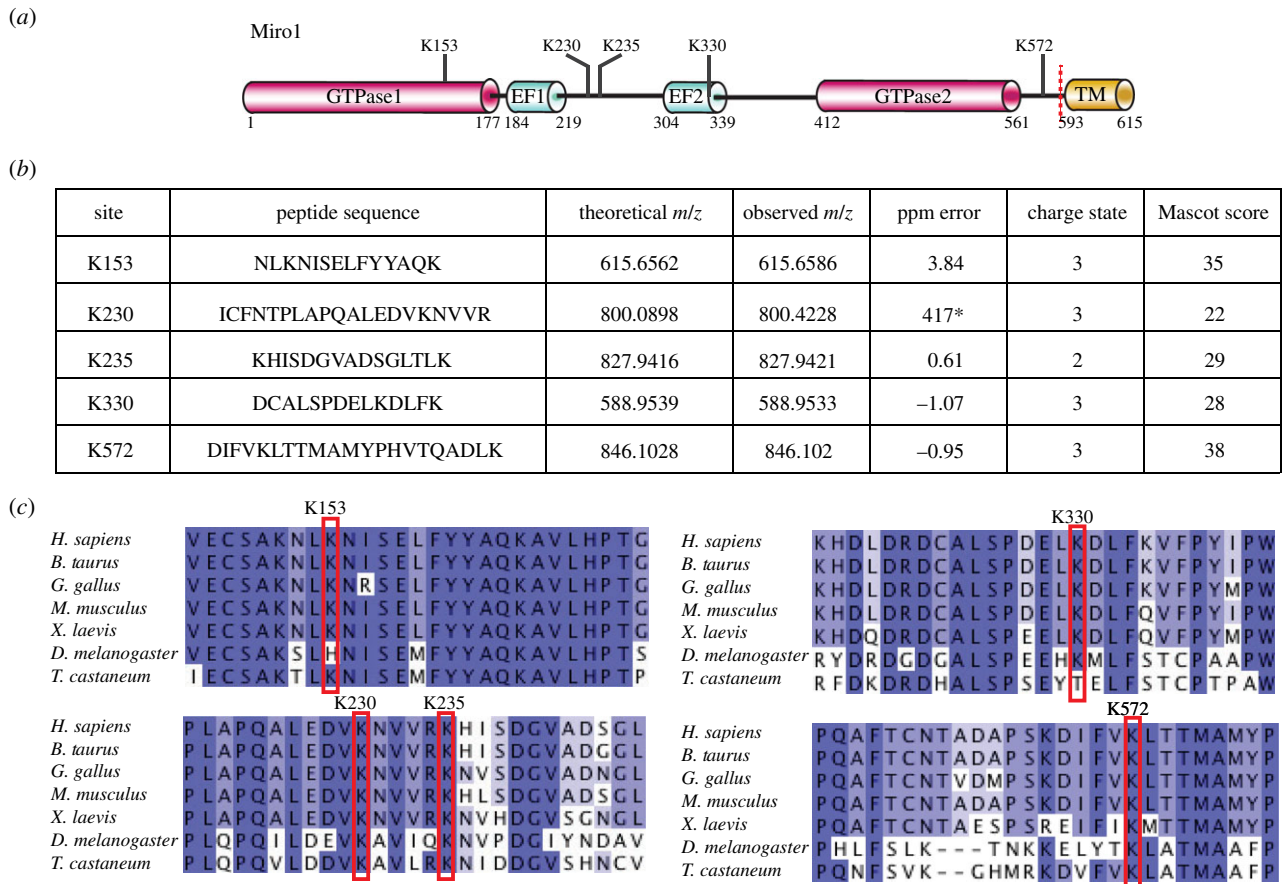 (a)
Miro1
K153 K230 K235 K330 K572
GTPase1 EF1 EF2 GTPase2 TM
1 177 184 219 304 339 412 561 593 615
(b)
site peptide sequence theoretical m/z observed m/z ppm error charge state Mascot score
K153 NLKNISELFYYAQK 615.6562 615.6586 3.84 3 35
K230 ICFNTPLAPQALEDVKNVVR 800.0898 800.4228 417* 3 22
K235 KHISDGVADSGLTLK 827.9416 827.9421 0.61 2 29
K330 DCALSPDELKDLFK 588.9539 588.9533 –1.07 3 28
K572 DIFVKLTTMAMYPHVTQADLK 846.1028 846.102 –0.95 3 38
(c)
K153
H. sapiens VECSAKNLKNISELFYYAQKAVLHPTG
B. taurus VECSAKNLKNISELFYYAQKAVLHPTG
G. gallus VECSAKNLKNRSELFYYAQKAVLHPTG
M. musculus VECSAKNLKNISELFYYAQKAVLHPTG
X. laevis VECSAKNLKNISELFYYAQKAVLHPTG
D. melanogaster VECSAKSLHNISEMFYYAQKAVLHPTS
T. castaneum IECSAKTLKNISEMFYYAQKAVLHPTP
K330
H. sapiens KHDLDRDCALSPDELKDLFKVFPYIPW
B. taurus KHDLDRDCALSPDELKDLFKVFPYIPW
G. gallus KHDLDRDCALSPDELKDLFKVFPYMPW
M. musculus KHDLDRDCALSPDELKDLFQVFPYIPW
X. laevis KHDQDRDCALSPEELKDLFQVFPYMPW
D. melanogaster RYDRDGDGALSPEEHKMLFSTCPAAPW
T. castaneum RFDKDRDHALSPSEYTELFSTCPTPAW
K230 K235
H. sapiens PLAPQALEDVKNVVRKHISDGVADSGL
B. taurus PLAPQALEDVKNVVRKHISDGVADGGL
G. gallus PLAPQALEDVKNVVRKNVSDGVADNGL
M. musculus PLAPQALEDVKNVVRKHLSDGVADSGL
X. laevis PLAPQALEDVKNVVRKNVHDGVSGNGL
D. melanogaster PLQPQILDEVKAVIQKNVPDGIYNDAV
T. castaneum PLQPQVLDDVKAVLRKNIDDGVSHNCV
K572
H. sapiens PQAFTCNTADAPSKDIFVKLTTMAMYP
B. taurus PQAFTCNTADAPSKDIFVKLTTMAMYP
G. gallus PQAFTCNTVDMPSKDIFVKLTTMAMYP
M. musculus PQAFTCNTADAPSKDIFVKLTTMAMYP
X. laevis PQAFTCNTAESPSREIFIKMTTMAMYP
D. melanogaster PHLFSLK---TNKKELYTKLATMAAFP
T. castaneum PQNFSVK--GHMRKDVFVKLATMAAFP